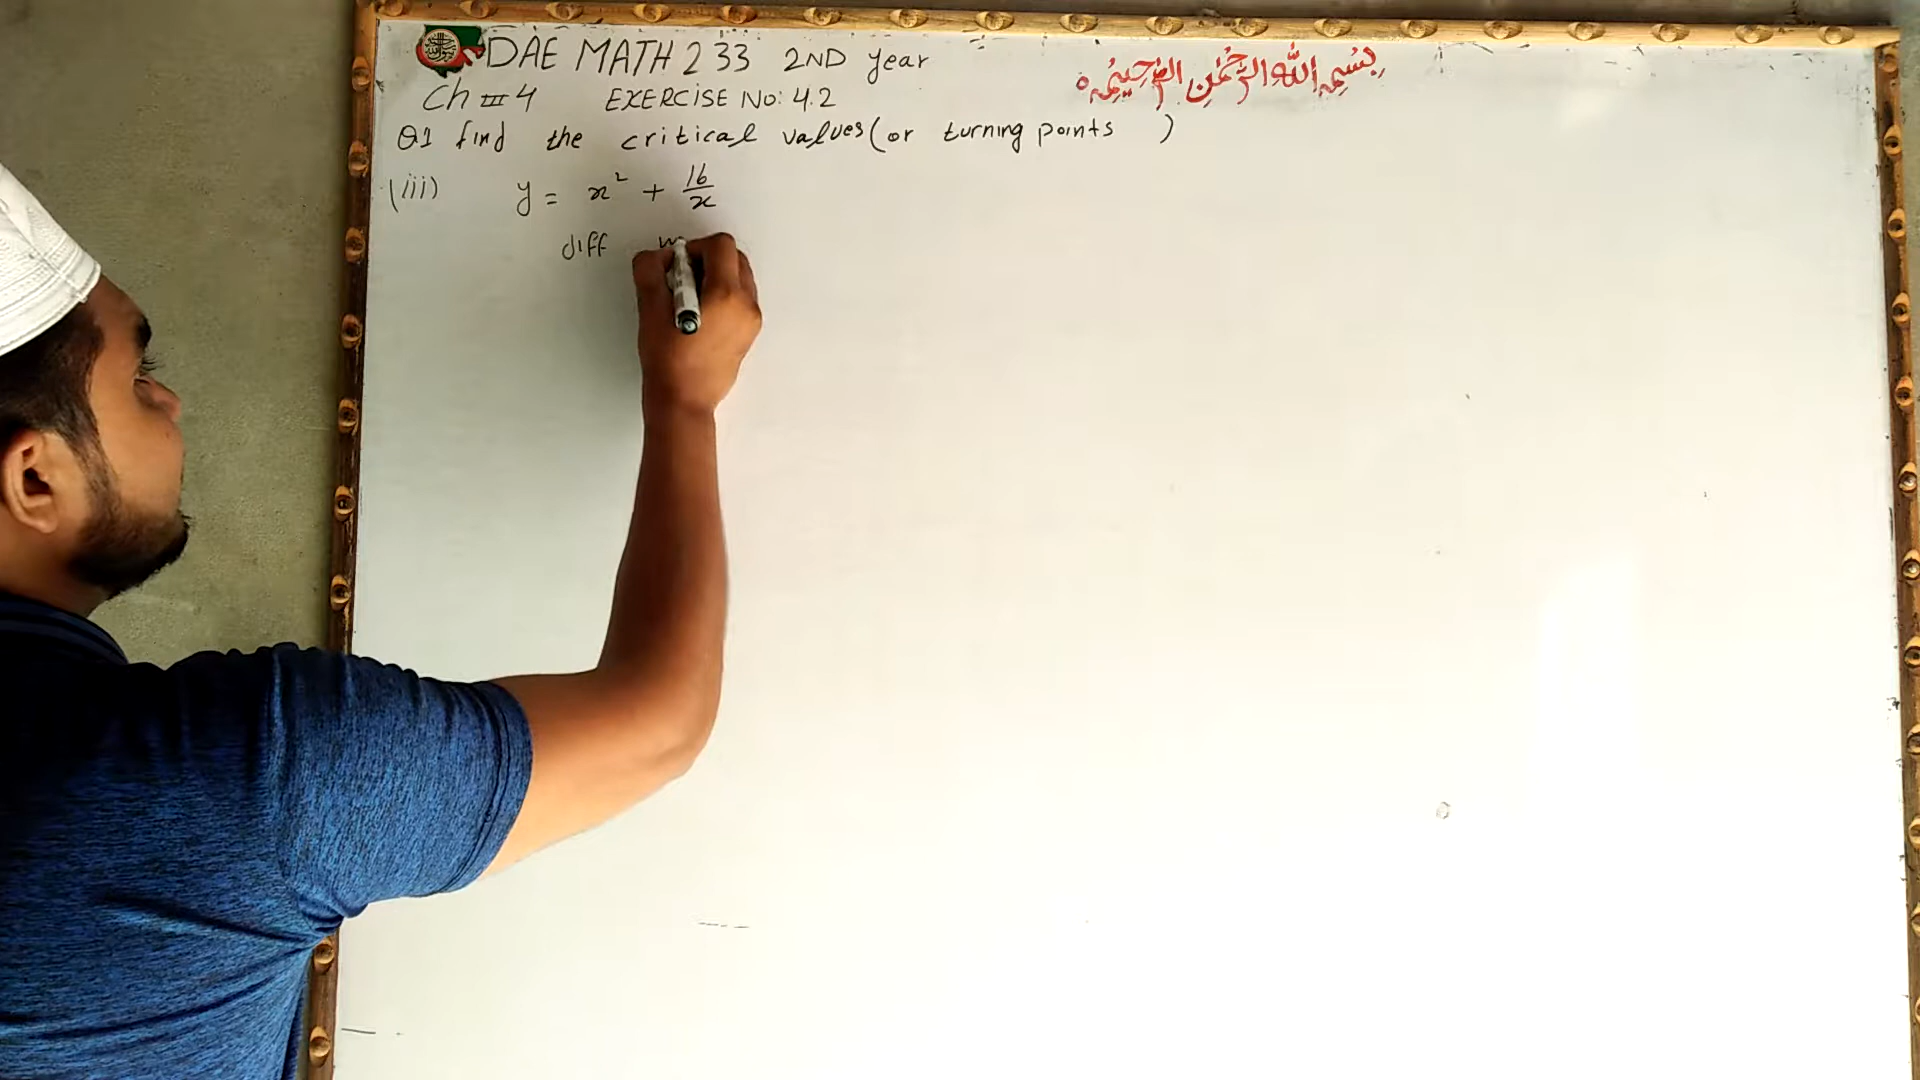 DAE MATH 233 2ND year
بسم الله الرحمن الرحيم
Ch # 4 EXERCISE No: 4.2
Q1 find the critical values (or turning points )
(iii) y = x² + 16/x
diff w